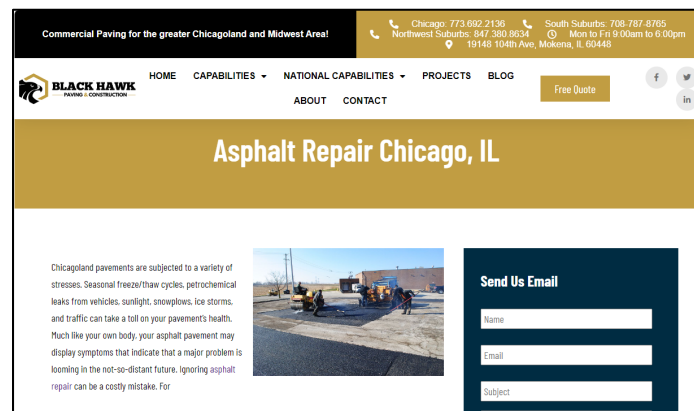 Commercial Paving for the greater Chicagoland and Midwest Area!
Chicago: 773.692.2136 South Suburbs: 708-787-8765
Northwest Suburbs: 847.380.8634 Mon to Fri 9:00am to 6:00pm
19148 104th Ave, Mokena, IL 60448
BLACK HAWK
PAVING & CONSTRUCTION
HOME CAPABILITIES NATIONAL CAPABILITIES PROJECTS BLOG
ABOUT CONTACT
Free Quote
Asphalt Repair Chicago, IL
Chicagoland pavements are subjected to a variety of
stresses. Seasonal freeze/thaw cycles, petrochemical
leaks from vehicles, sunlight, snowplows, ice storms,
and traffic can take a toll on your pavement's health.
Much like your own body, your asphalt pavement may
display symptoms that indicate that a major problem is
looming in the not-so-distant future. Ignoring asphalt
repair can be a costly mistake. For
Send Us Email
Name
Email
Subject